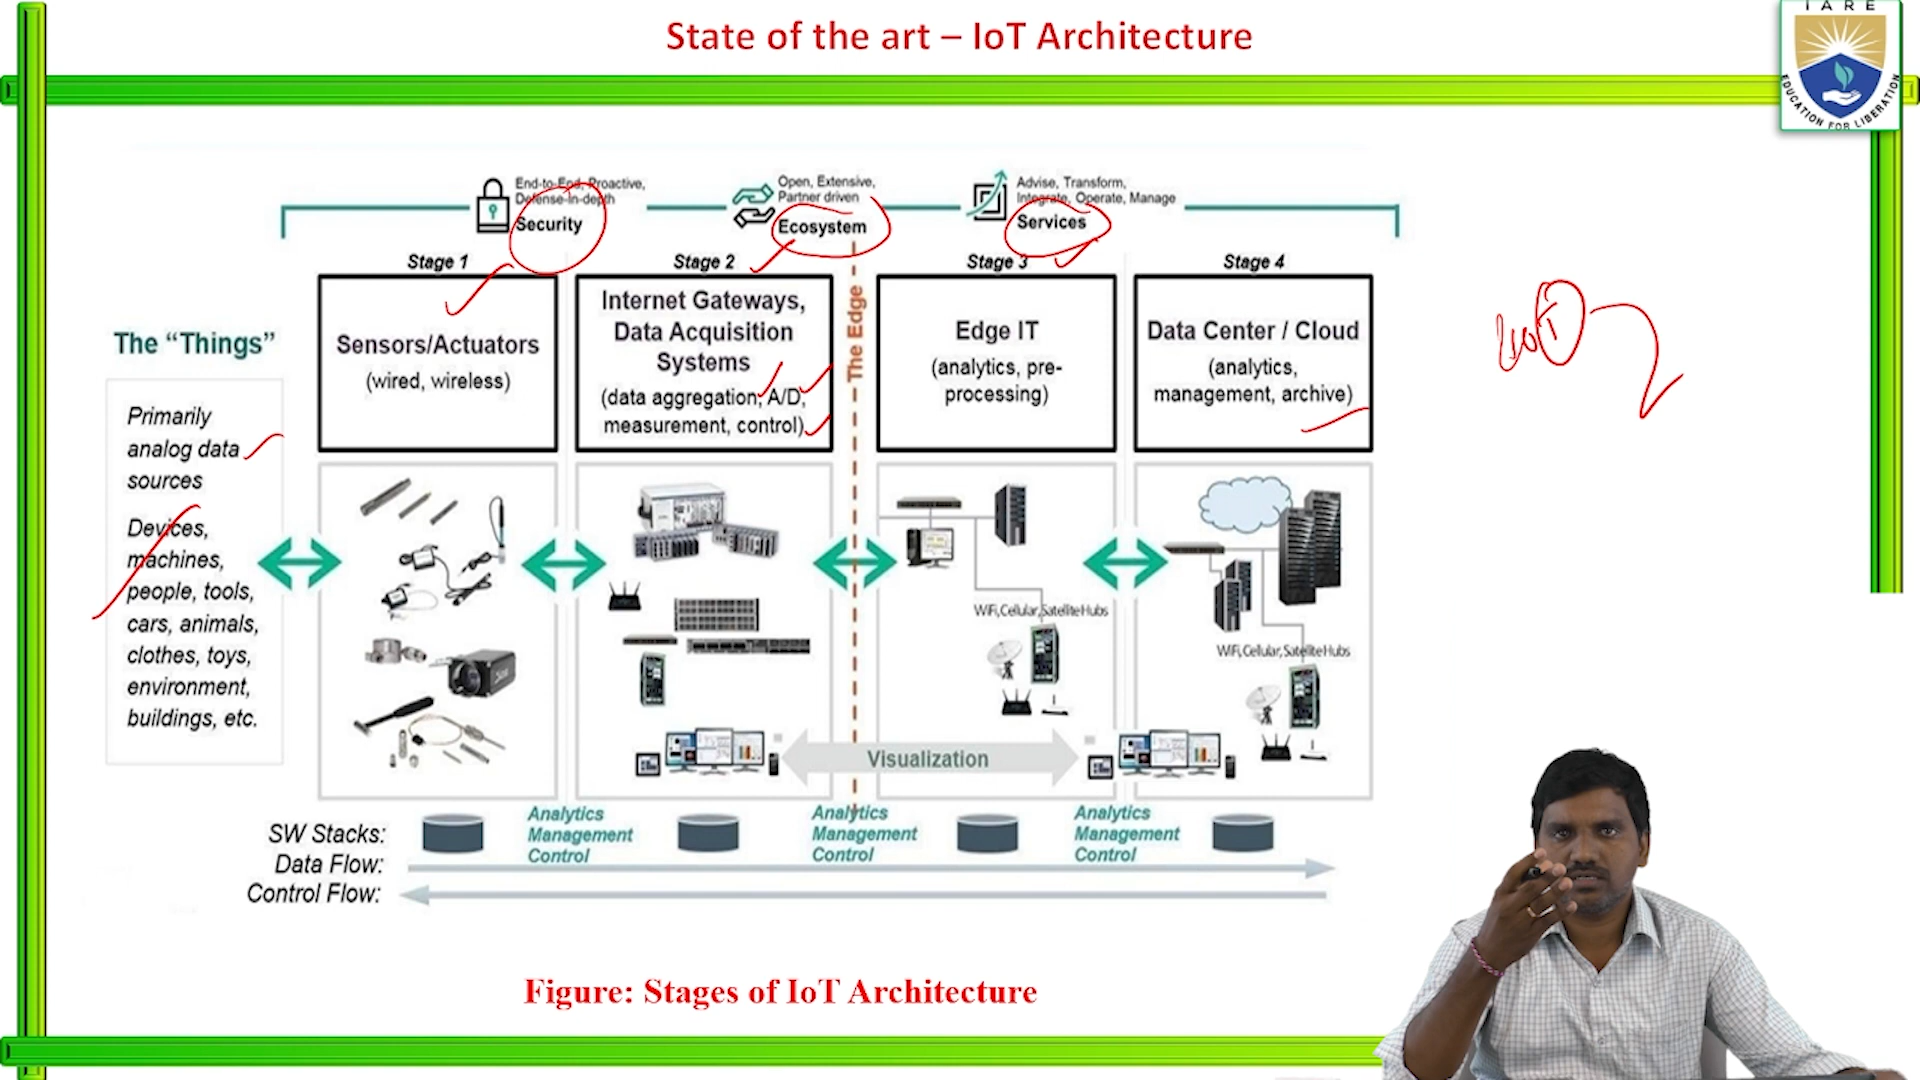 State of the art – IoT Architecture
IARE
EDUCATION FOR LIBERATION
End-to-End, Proactive,
Defense-in-depth
Security
Open, Extensive,
Partner driven
Ecosystem
Advise, Transform,
Integrate, Operate, Manage
Services
Stage 1
Stage 2
Stage 3
Stage 4
The “Things”
Primarily
analog data
sources
Devices,
machines,
people, tools,
cars, animals,
clothes, toys,
environment,
buildings, etc.
Sensors/Actuators
(wired, wireless)
Internet Gateways,
Data Acquisition
Systems
(data aggregation, A/D,
measurement, control)
The Edge
Edge IT
(analytics, pre-
processing)
Data Center / Cloud
(analytics,
management, archive)
WiFi, Cellular, Satellite Hubs
WiFi, Cellular, Satellite Hubs
Visualization
SW Stacks:
Analytics
Management
Control
Analytics
Management
Control
Analytics
Management
Control
Data Flow:
Control Flow:
Figure: Stages of IoT Architecture